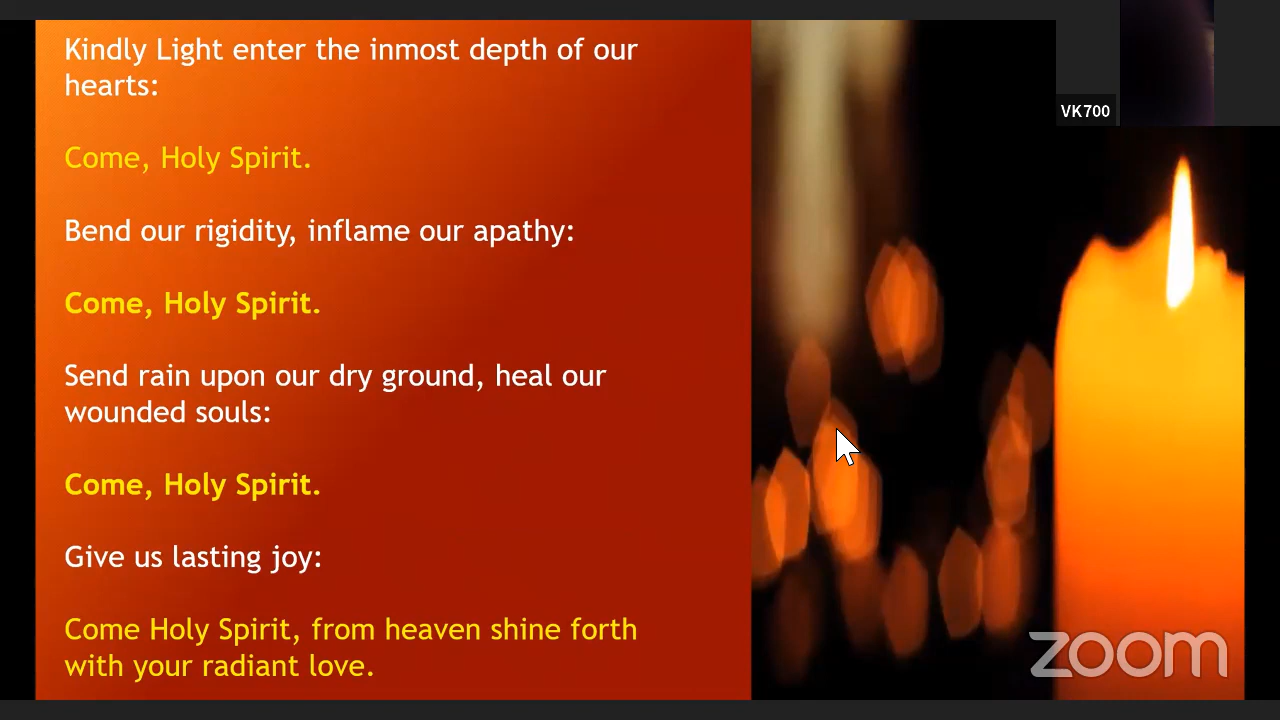 Kindly Light enter the inmost depth of our
hearts:
Come, Holy Spirit.
Bend our rigidity, inflame our apathy:
Come, Holy Spirit.
Send rain upon our dry ground, heal our
wounded souls:
Come, Holy Spirit.
Give us lasting joy:
Come Holy Spirit, from heaven shine forth
with your radiant love.
VK700
zoom